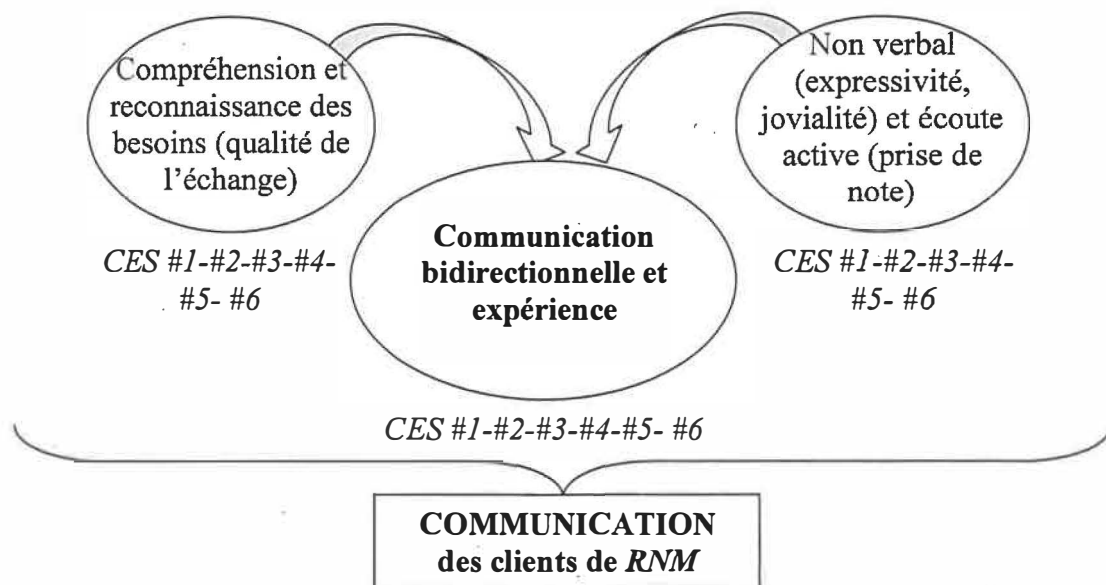 Compréhension et
reconnaissance des
besoins (qualité de
l'échange)
CES #1-#2-#3-#4-
#5- #6
Non verbal
(expressivité,
jovialité) et écoute
active (prise de
note)
CES #1-#2-#3-#4-
#5- #6
Communication
bidirectionnelle et
expérience
CES #1-#2-#3-#4-#5- #6
COMMUNICATION
des clients de RNM